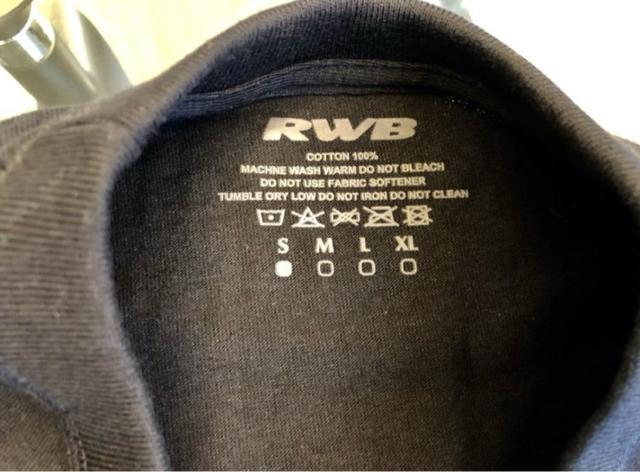 RWB
COTTON 100%
MACHNE WASH WARM DO NOT BLEACH
DO NOT USE FABRIC SOFTENER
TUMBLE ORY LOW DO NOT IRON DO NOT CLEAN
S M L XL